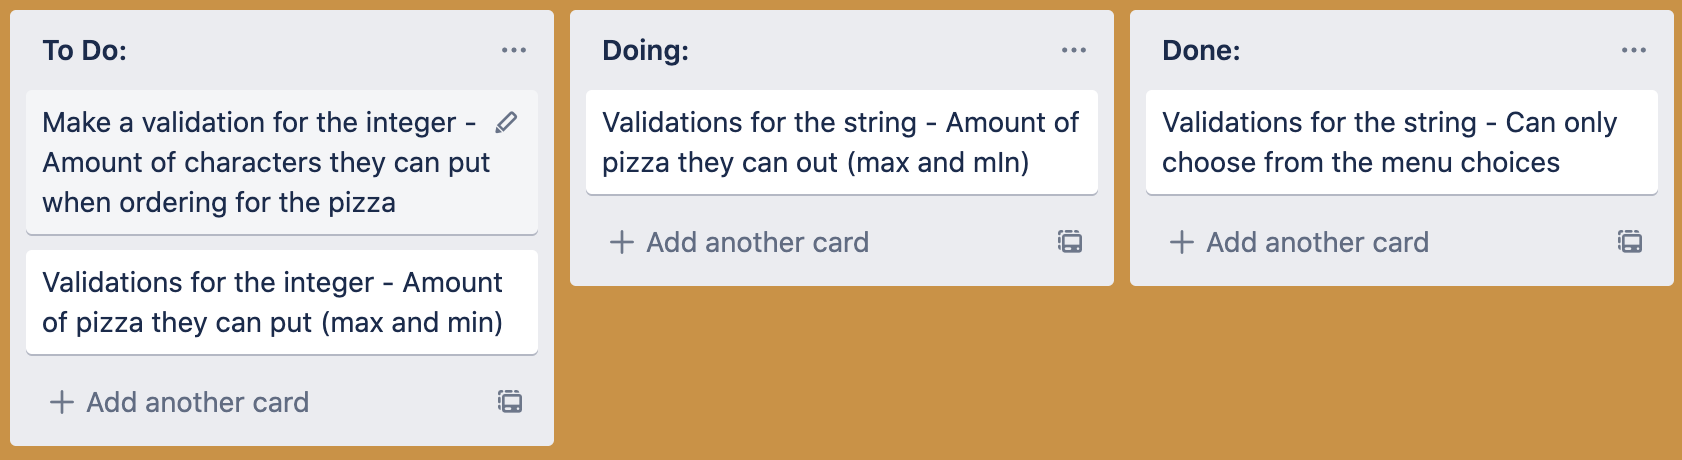 To Do:
Make a validation for the integer -
Amount of characters they can put
when ordering for the pizza
Validations for the integer - Amount
of pizza they can put (max and min)
+ Add another card
Doing:
Validations for the string - Amount of
pizza they can out (max and mIn)
+ Add another card
Done:
Validations for the string - Can only
choose from the menu choices
+ Add another card